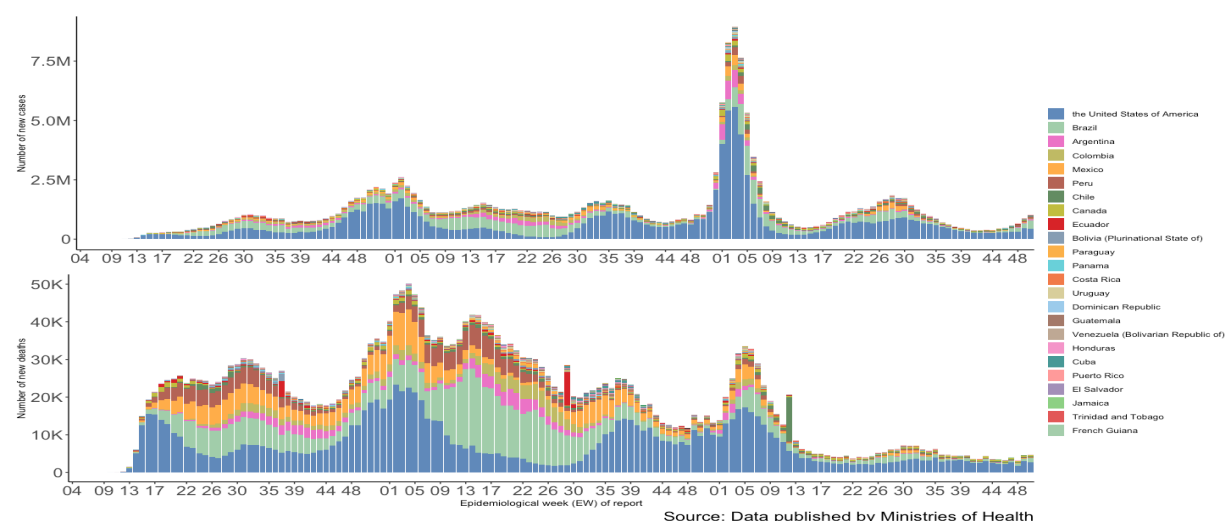 Number of new cases
7.5M
5.0M
2.5M
0
04 09 13 17 22 26 30 35 39 44 48 01 05 09 13 17 22 26 30 35 39 44 48 01 05 09 13 17 22 26 30 35 39 44 48
Number of new deaths
50K
40K
30K
20K
10K
0
04 09 13 17 22 26 30 35 39 44 48 01 05 09 13 17 22 26 30 35 39 44 48 01 05 09 13 17 22 26 30 35 39 44 48
Epidemiological week (EW) of report
the United States of America
Brazil
Argentina
Colombia
Mexico
Peru
Chile
Canada
Ecuador
Bolivia (Plurinational State of)
Paraguay
Panama
Costa Rica
Uruguay
Dominican Republic
Guatemala
Venezuela (Bolivarian Republic of)
Honduras
Cuba
Puerto Rico
El Salvador
Jamaica
Trinidad and Tobago
French Guiana
Source: Data published by Ministries of Health